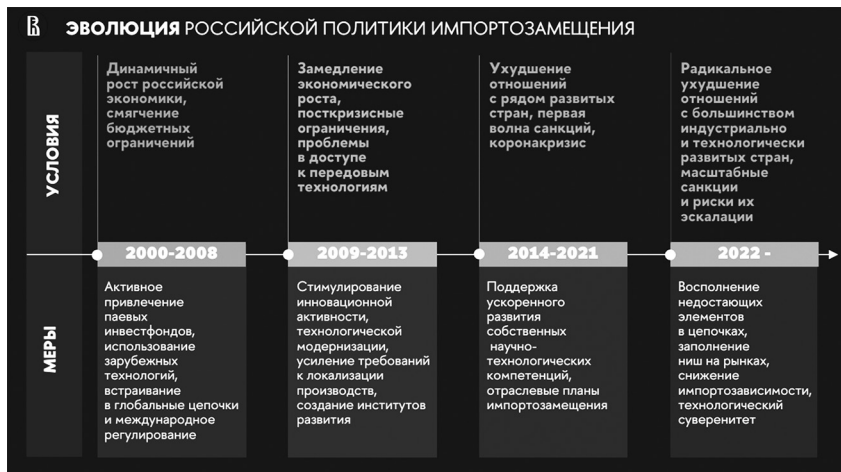 ЭВОЛЮЦИЯ РОССИЙСКОЙ ПОЛИТИКИ ИМПОРТОЗАМЕЩЕНИЯ
УСЛОВИЯ
Динамичный
рост российской
экономики,
смягчение
бюджетных
ограничений
Замедление
экономического
роста,
посткризисные
ограничения,
проблемы
в доступе
к передовым
технологиям
Ухудшение
отношений
с рядом развитых
стран, первая
волна санкций,
коронакризис
Радикальное
ухудшение
отношений
с большинством
индустриально
и технологически
развитых стран,
масштабные
санкции
и риски их
эскалации
2000-2008
2009-2013
2014-2021
2022 -
МЕРЫ
Активное
привлечение
паевых
инвестфондов,
использование
зарубежных
технологий,
встраивание
в глобальные цепочки
и международное
регулирование
Стимулирование
инновационной
активности,
технологической
модернизации,
усиление требований
к локализации
производств,
создание институтов
развития
Поддержка
ускоренного
развития
собственных
научно-
технологических
компетенций,
отраслевые планы
импортозамещения
Восполнение
недостающих
элементов
в цепочках,
заполнение
ниш на рынках,
снижение
импортозависимости,
технологический
суверенитет